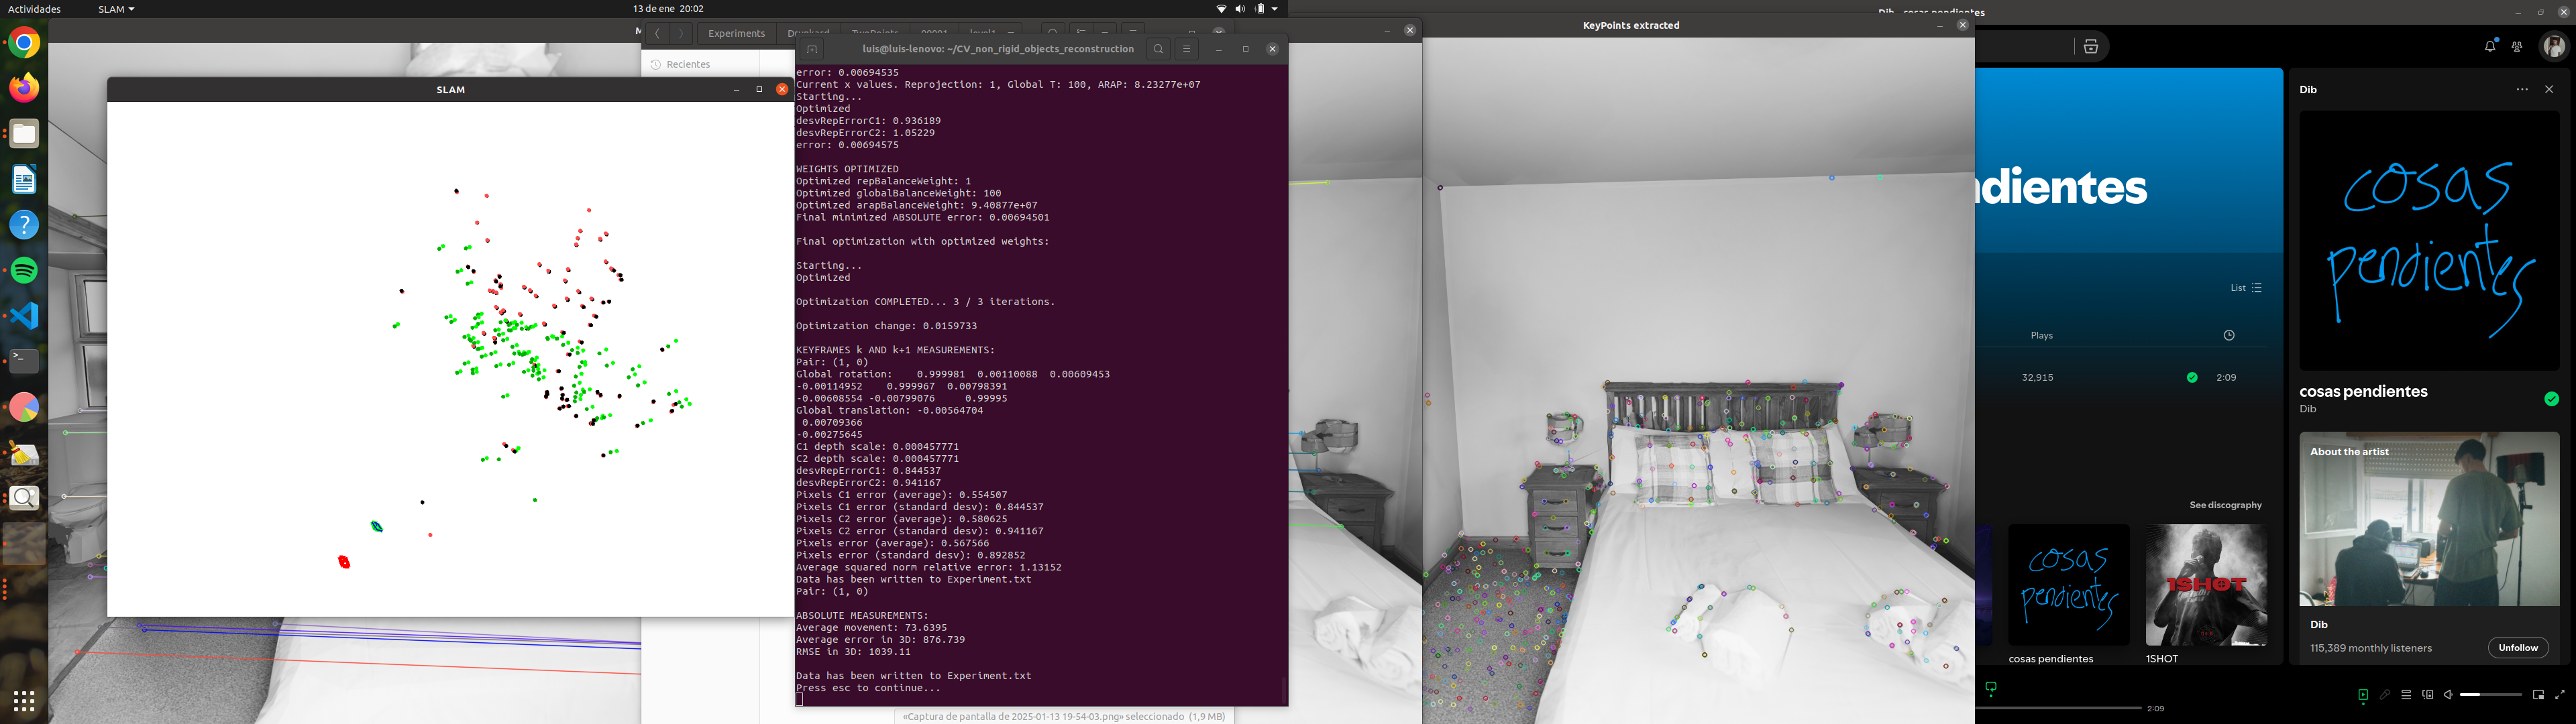 Actividades
SLAM
13 de ene 20:02
SLAM
Experiments
Recientes
luis@luis-lenovo: ~/CV_non_rigid_objects_reconstruction
error: 0.00694535
Current x values. Reprojection: 1, Global T: 100, ARAP: 8.23277e+07
Starting...
Optimized
desvRepErrorC1: 0.936189
desvRepErrorC2: 1.05229
error: 0.00694575
WEIGHTS OPTIMIZED
Optimized repBalanceWeight: 1
Optimized globalBalanceWeight: 100
Optimized arapBalanceWeight: 9.40877e+07
Final minimized ABSOLUTE error: 0.00694501
Final optimization with optimized weights:
Starting...
Optimized
Optimization COMPLETED... 3 / 3 iterations.
Optimization change: 0.0159733
KEYFRAMES k AND k+1 MEASUREMENTS:
Pair: (1, 0)
Global rotation: 0.999981 0.00110088 0.00609453
-0.00114952 0.999967 0.00798391
-0.00608554 -0.00799076 0.99995
Global translation: -0.00564704
0.00709366
-0.00275645
C1 depth scale: 0.000457771
C2 depth scale: 0.000457771
desvRepErrorC1: 0.844537
desvRepErrorC2: 0.941167
Pixels C1 error (average): 0.554507
Pixels C1 error (standard desv): 0.844537
Pixels C2 error (average): 0.580625
Pixels C2 error (standard desv): 0.941167
Pixels error (average): 0.567566
Pixels error (standard desv): 0.892852
Average squared norm relative error: 1.13152
Data has been written to Experiment.txt
Pair: (1, 0)
ABSOLUTE MEASUREMENTS:
Average movement: 73.6395
Average error in 3D: 876.739
RMSE in 3D: 1039.11
Data has been written to Experiment.txt
Press esc to continue...
«Captura de pantalla de 2025-01-13 19-54-03.png» seleccionado (1,9 MB)
KeyPoints extracted
Dib - cosas pendientes
ndientes
List
Plays
32,915
2:09
See discography
cosas pendientes
cosas pendientes
1SHOT
1SHOT
2:09
Dib
cosas pendientes
cosas pendientes
Dib
About the artist
Dib
115,389 monthly listeners
Unfollow